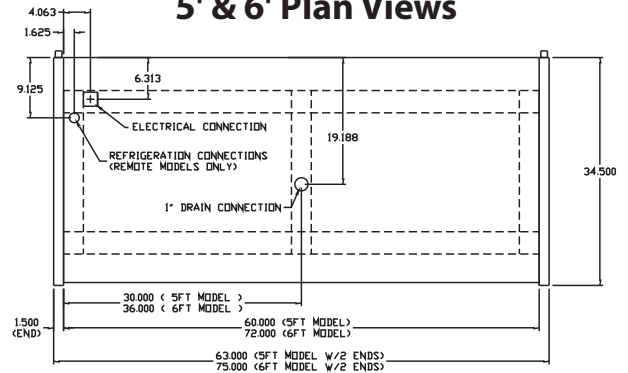 5' & 6' Plan Views
4.063
1.625
9.125
6.313
ELECTRICAL CONNECTION
REFRIGERATION CONNECTIONS
(REMOTE MODELS ONLY)
19.188
34.500
1" DRAIN CONNECTION
30.000 ( 5FT MODEL )
36.000 ( 6FT MODEL )
1.500
(END)
60.000 (5FT MODEL)
72.000 (6FT MODEL)
63.000 (5FT MODEL W/2 ENDS)
75.000 (6FT MODEL W/2 ENDS)